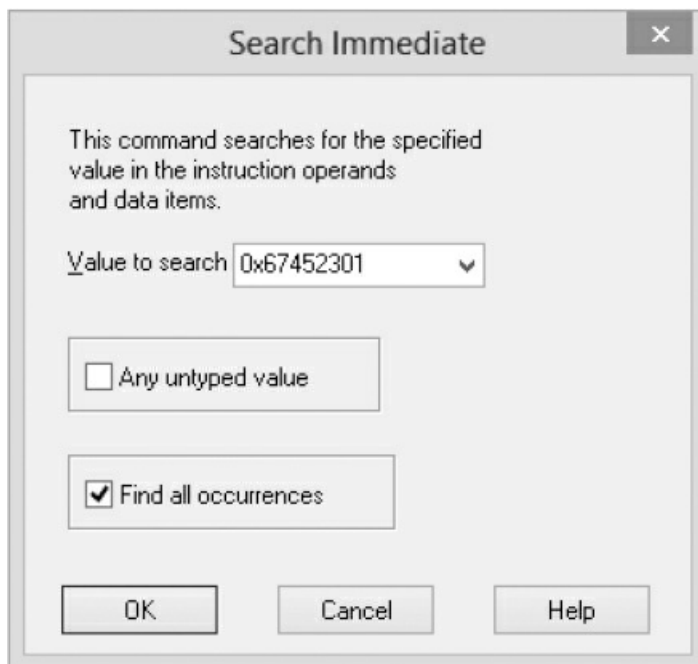 Search Immediate
This command searches for the specified
value in the instruction operands
and data items.
Value to search 0x67452301
Any untyped value
Find all occurrences
OK Cancel Help